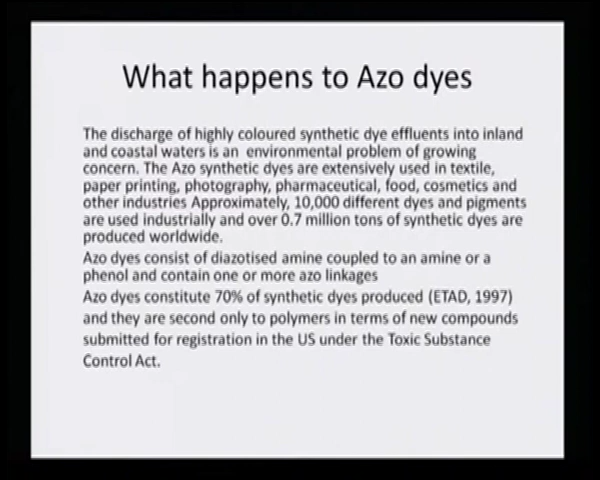 What happens to Azo dyes
The discharge of highly coloured synthetic dye effluents into inland
and coastal waters is an environmental problem of growing
concern. The Azo synthetic dyes are extensively used in textile,
paper printing, photography, pharmaceutical, food, cosmetics and
other industries Approximately, 10,000 different dyes and pigments
are used industrially and over 0.7 million tons of synthetic dyes are
produced worldwide.
Azo dyes consist of diazotised amine coupled to an amine or a
phenol and contain one or more azo linkages
Azo dyes constitute 70% of synthetic dyes produced (ETAD, 1997)
and they are second only to polymers in terms of new compounds
submitted for registration in the US under the Toxic Substance
Control Act.